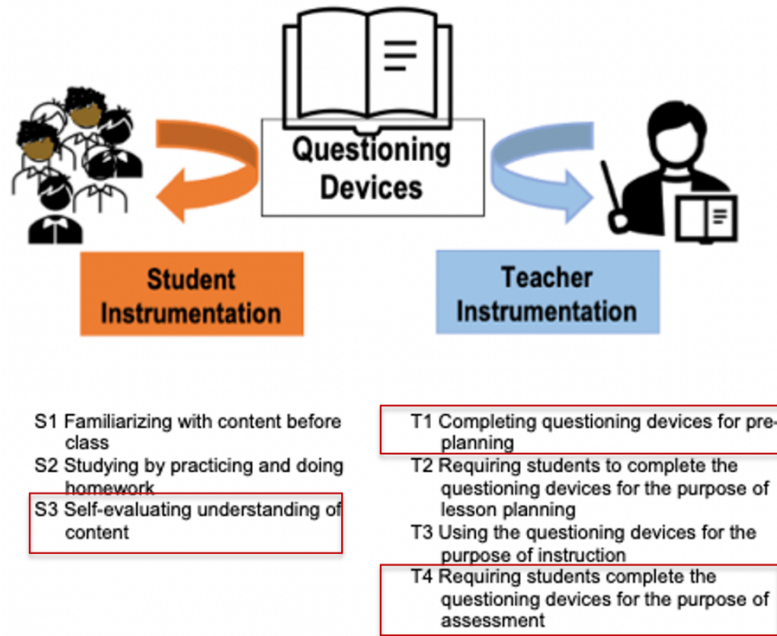 Questioning
Devices
Student
Instrumentation
Teacher
Instrumentation
S1 Familiarizing with content before
class
S2 Studying by practicing and doing
homework
S3 Self-evaluating understanding of
content
T1 Completing questioning devices for pre-
planning
T2 Requiring students to complete the
questioning devices for the purpose of
lesson planning
T3 Using the questioning devices for the
purpose of instruction
T4 Requiring students complete the
questioning devices for the purpose of
assessment